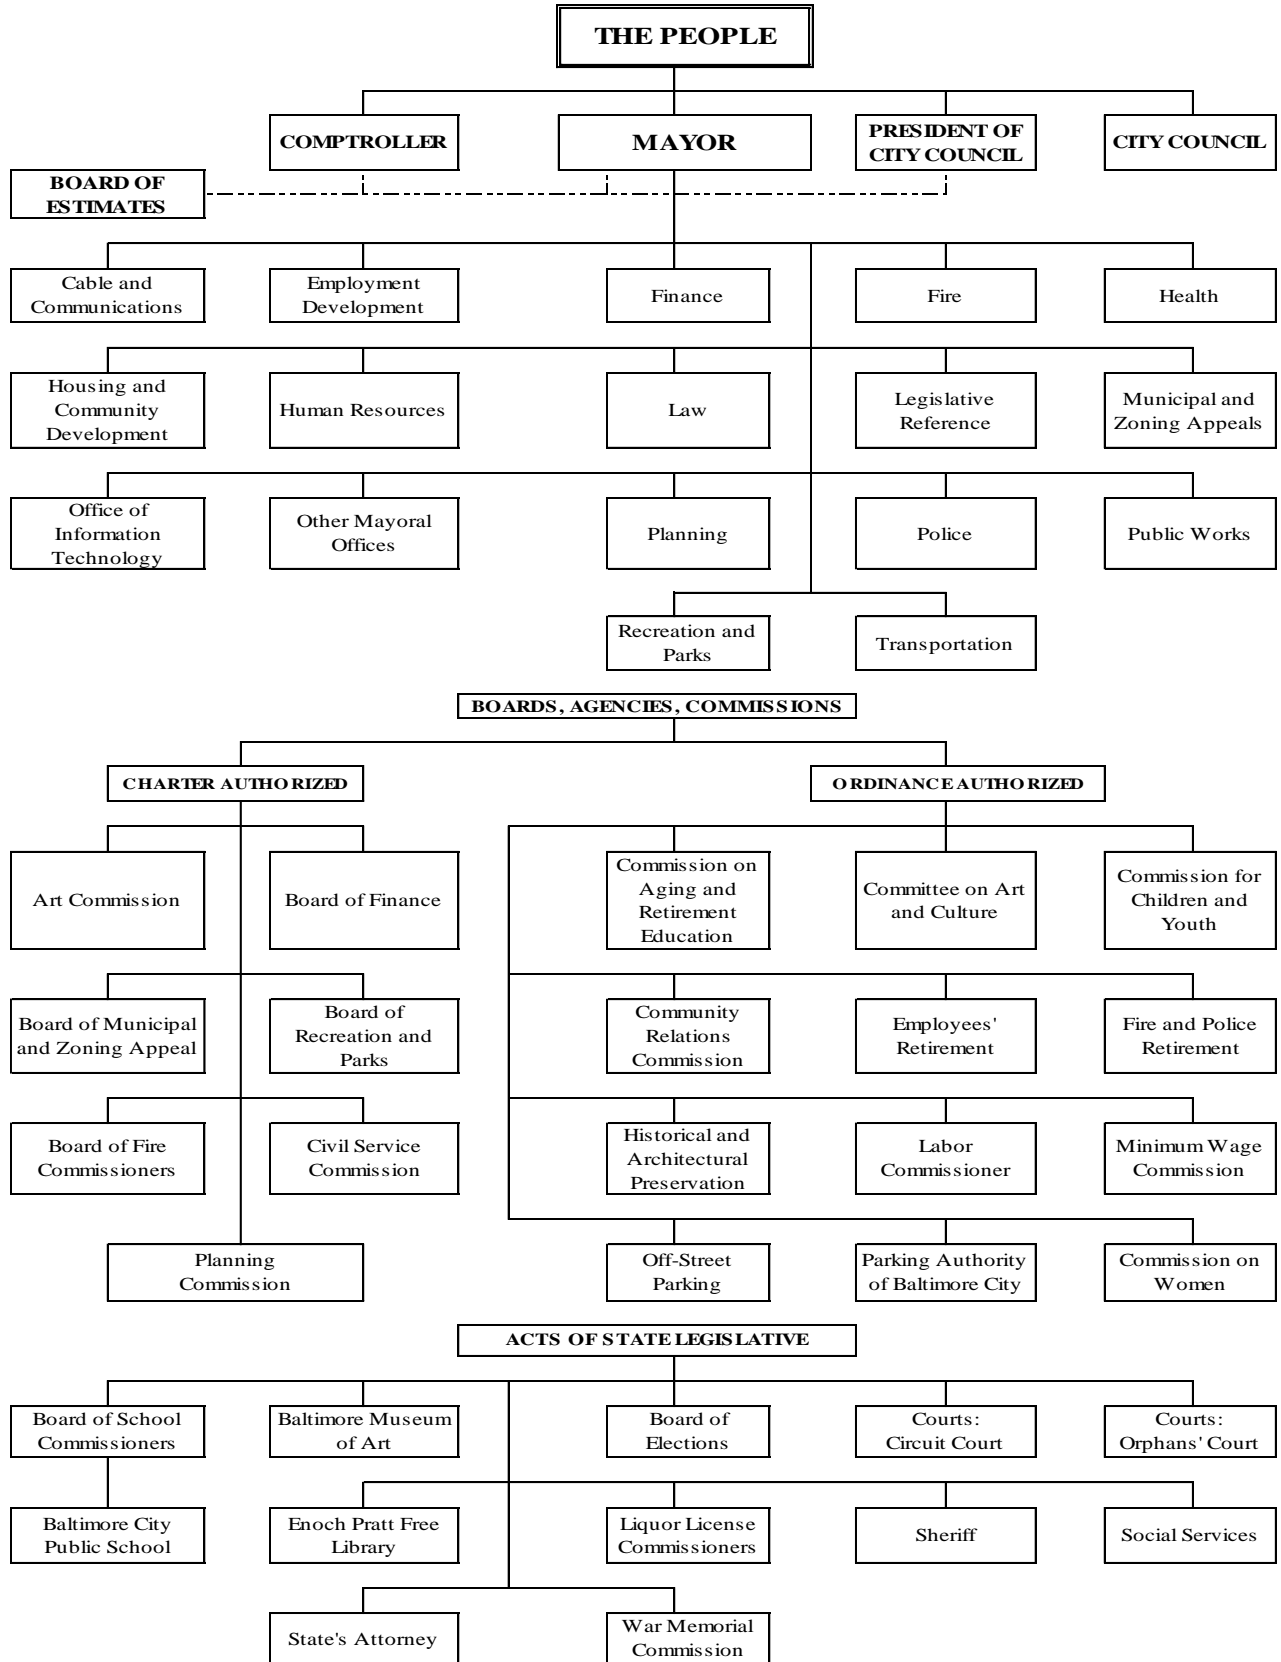 THE PEOPLE
COMPTROLLER
MAYOR
PRESIDENT OF
CITY COUNCIL
CITY COUNCIL
BOARD OF
ESTIMATES
Cable and
Communications
Employment
Development
Finance
Fire
Health
Housing and
Community
Development
Human Resources
Law
Legislative
Reference
Municipal and
Zoning Appeals
Office of
Information
Technology
Other Mayoral
Offices
Planning
Police
Public Works
Recreation and
Parks
Transportation
BOARDS, AGENCIES, COMMISSIONS
CHARTER AUTHORIZED
ORDINANCE AUTHORIZED
Art Commission
Board of Finance
Commission on
Aging and
Retirement
Education
Committee on Art
and Culture
Commission for
Children and
Youth
Board of Municipal
and Zoning Appeal
Board of
Recreation and
Parks
Community
Relations
Commission
Employees'
Retirement
Fire and Police
Retirement
Board of Fire
Commissioners
Civil Service
Commission
Historical and
Architectural
Preservation
Labor
Commissioner
Minimum Wage
Commission
Planning
Commission
Off-Street
Parking
Parking Authority
of Baltimore City
Commission on
Women
ACTS OF STATE LEGISLATIVE
Board of School
Commissioners
Baltimore Museum
of Art
Board of
Elections
Courts:
Circuit Court
Courts:
Orphans' Court
Baltimore City
Public School
Enoch Pratt Free
Library
Liquor License
Commissioners
Sheriff
Social Services
State's Attorney
War Memorial
Commission